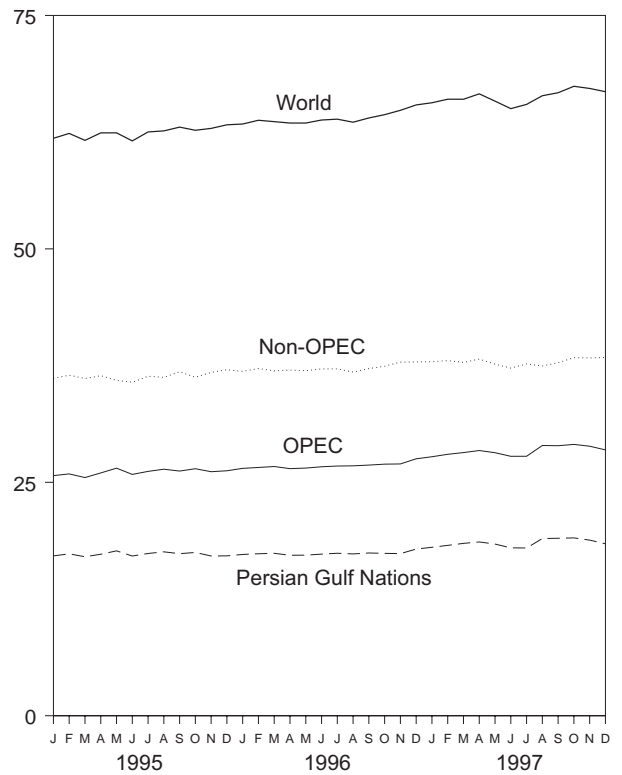 75
World
50
Non-OPEC
OPEC
25
Persian Gulf Nations
0
J F M A M J J A S O N D J F M A M J J A S O N D J F M A M J J A S O N D
1995 1996 1997